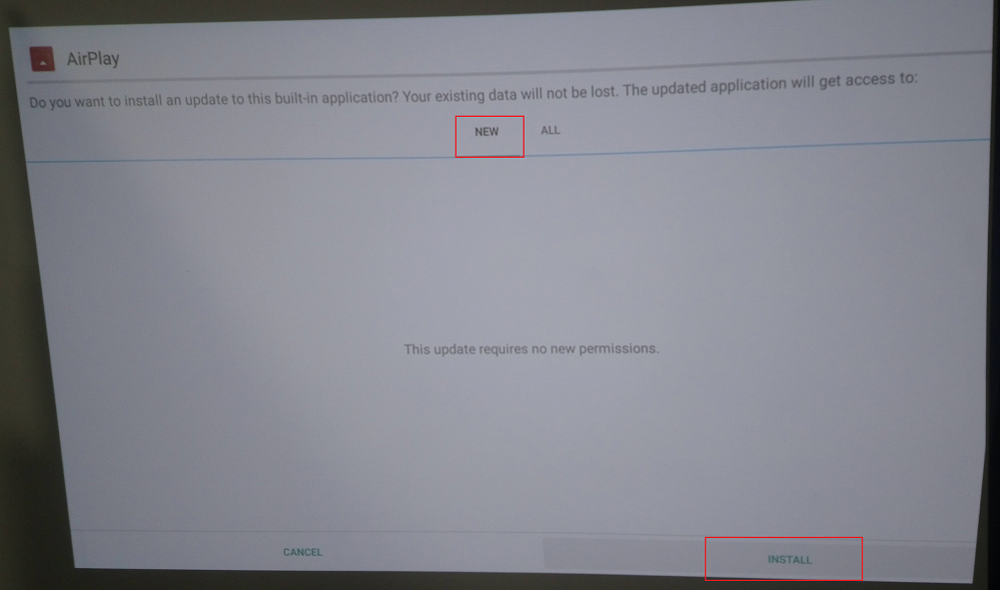 AirPlay
Do you want to install an update to this built-in application? Your existing data will not be lost. The updated application will get access to:
NEW ALL
This update requires no new permissions.
CANCEL INSTALL